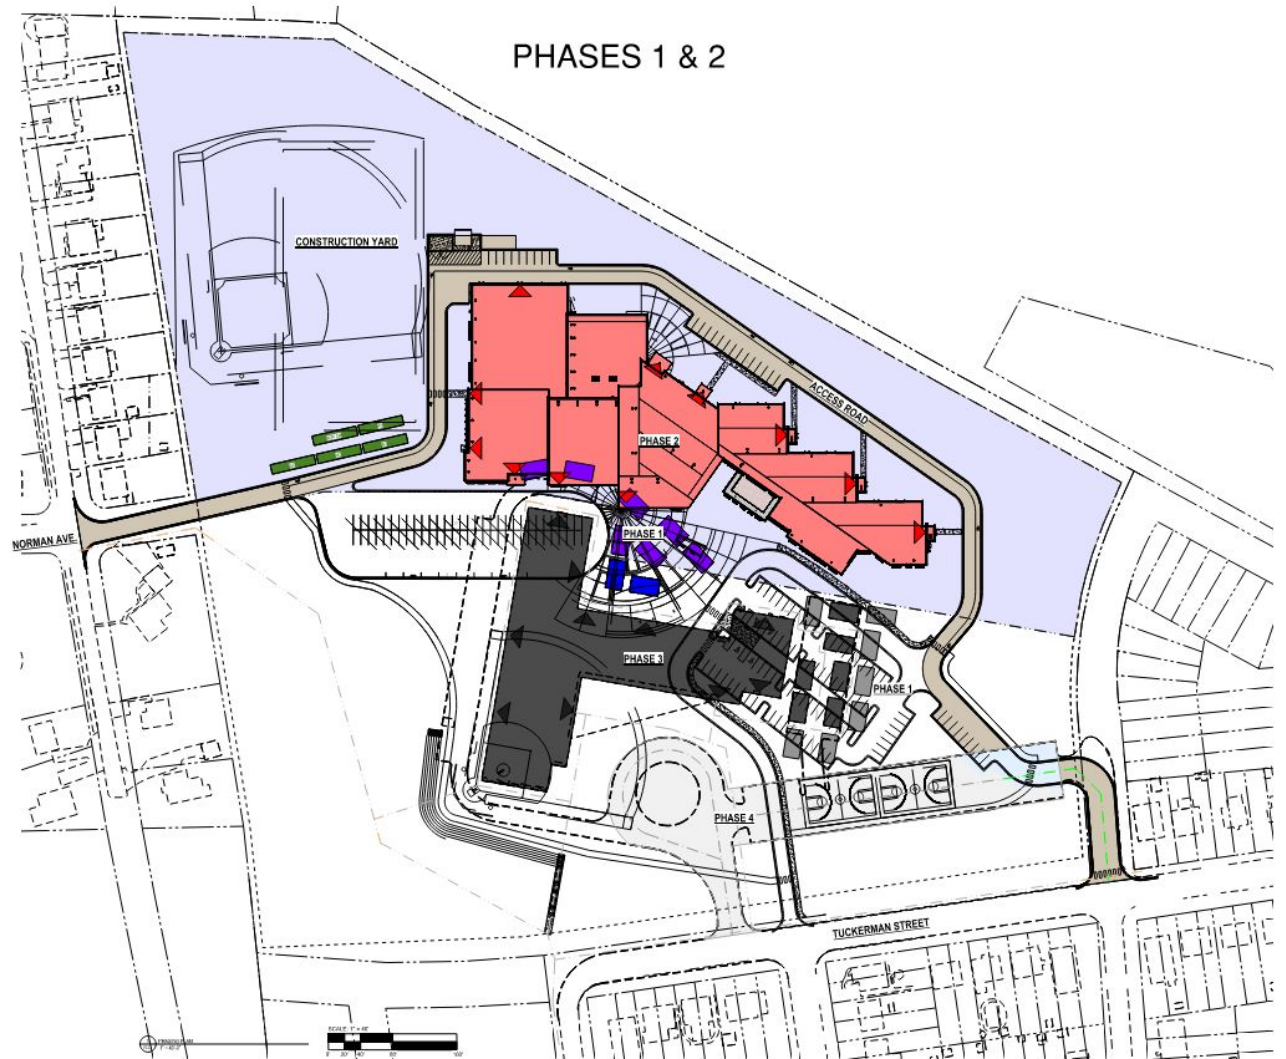 PHASES 1 & 2
CONSTRUCTION YARD
ACCESS ROAD
PHASE 2
NORMAN AVE.
PHASE 1
PHASE 3
PHASE 1
PHASE 4
TUCKERMAN STREET